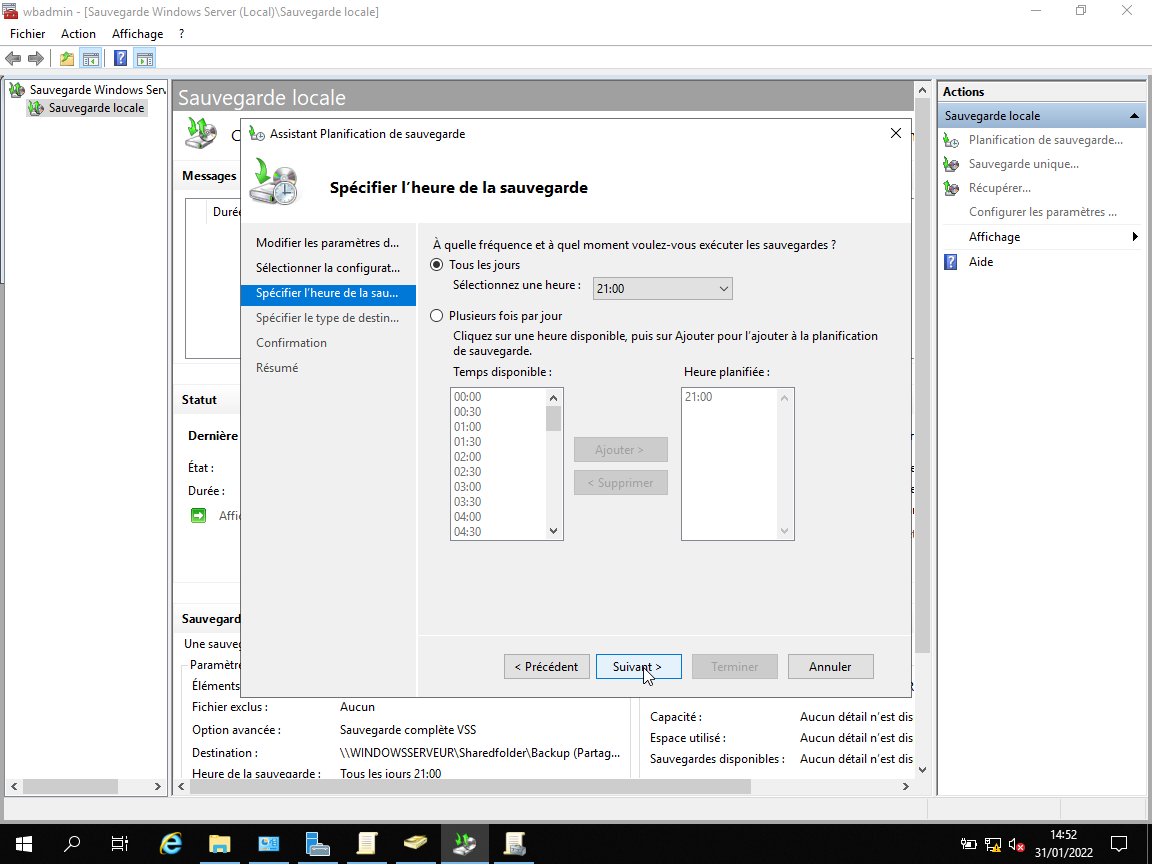 wbadmin - [Sauvegarde Windows Server (Local)\Sauvegarde locale]
Fichier Action Affichage ?
Sauvegarde Windows Serv
Sauvegarde locale
Sauvegarde locale
Messages
Durée
Statut
Dernière
État :
Durée :
Affi
Sauvegard
Une sauveg
Paramètre
Éléments
Fichier exclus : Aucun
Option avancée : Sauvegarde complète VSS
Destination : \\WINDOWSSERVEUR\Sharedfolder\Backup (Partag...
Heure de la sauvegarde : Tous les jours 21:00
Capacité : Aucun détail n'est dis
Espace utilisé : Aucun détail n'est dis
Sauvegardes disponibles : Aucun détail n'est dis
Assistant Planification de sauvegarde
Spécifier l'heure de la sauvegarde
Modifier les paramètres d...
Sélectionner la configurat...
Spécifier l'heure de la sau...
Spécifier le type de destin...
Confirmation
Résumé
À quelle fréquence et à quel moment voulez-vous exécuter les sauvegardes ?
Tous les jours
Sélectionnez une heure : 21:00
Plusieurs fois par jour
Cliquez sur une heure disponible, puis sur Ajouter pour l'ajouter à la planification
de sauvegarde.
Temps disponible : Heure planifiée :
00:00 21:00
00:30
01:00
01:30
02:00
02:30
03:00
03:30
04:00
04:30
Ajouter >
< Supprimer
< Précédent Suivant > Terminer Annuler
Actions
Sauvegarde locale
Planification de sauvegarde...
Sauvegarde unique...
Récupérer...
Configurer les paramètres ...
Affichage
Aide
14:52
31/01/2022